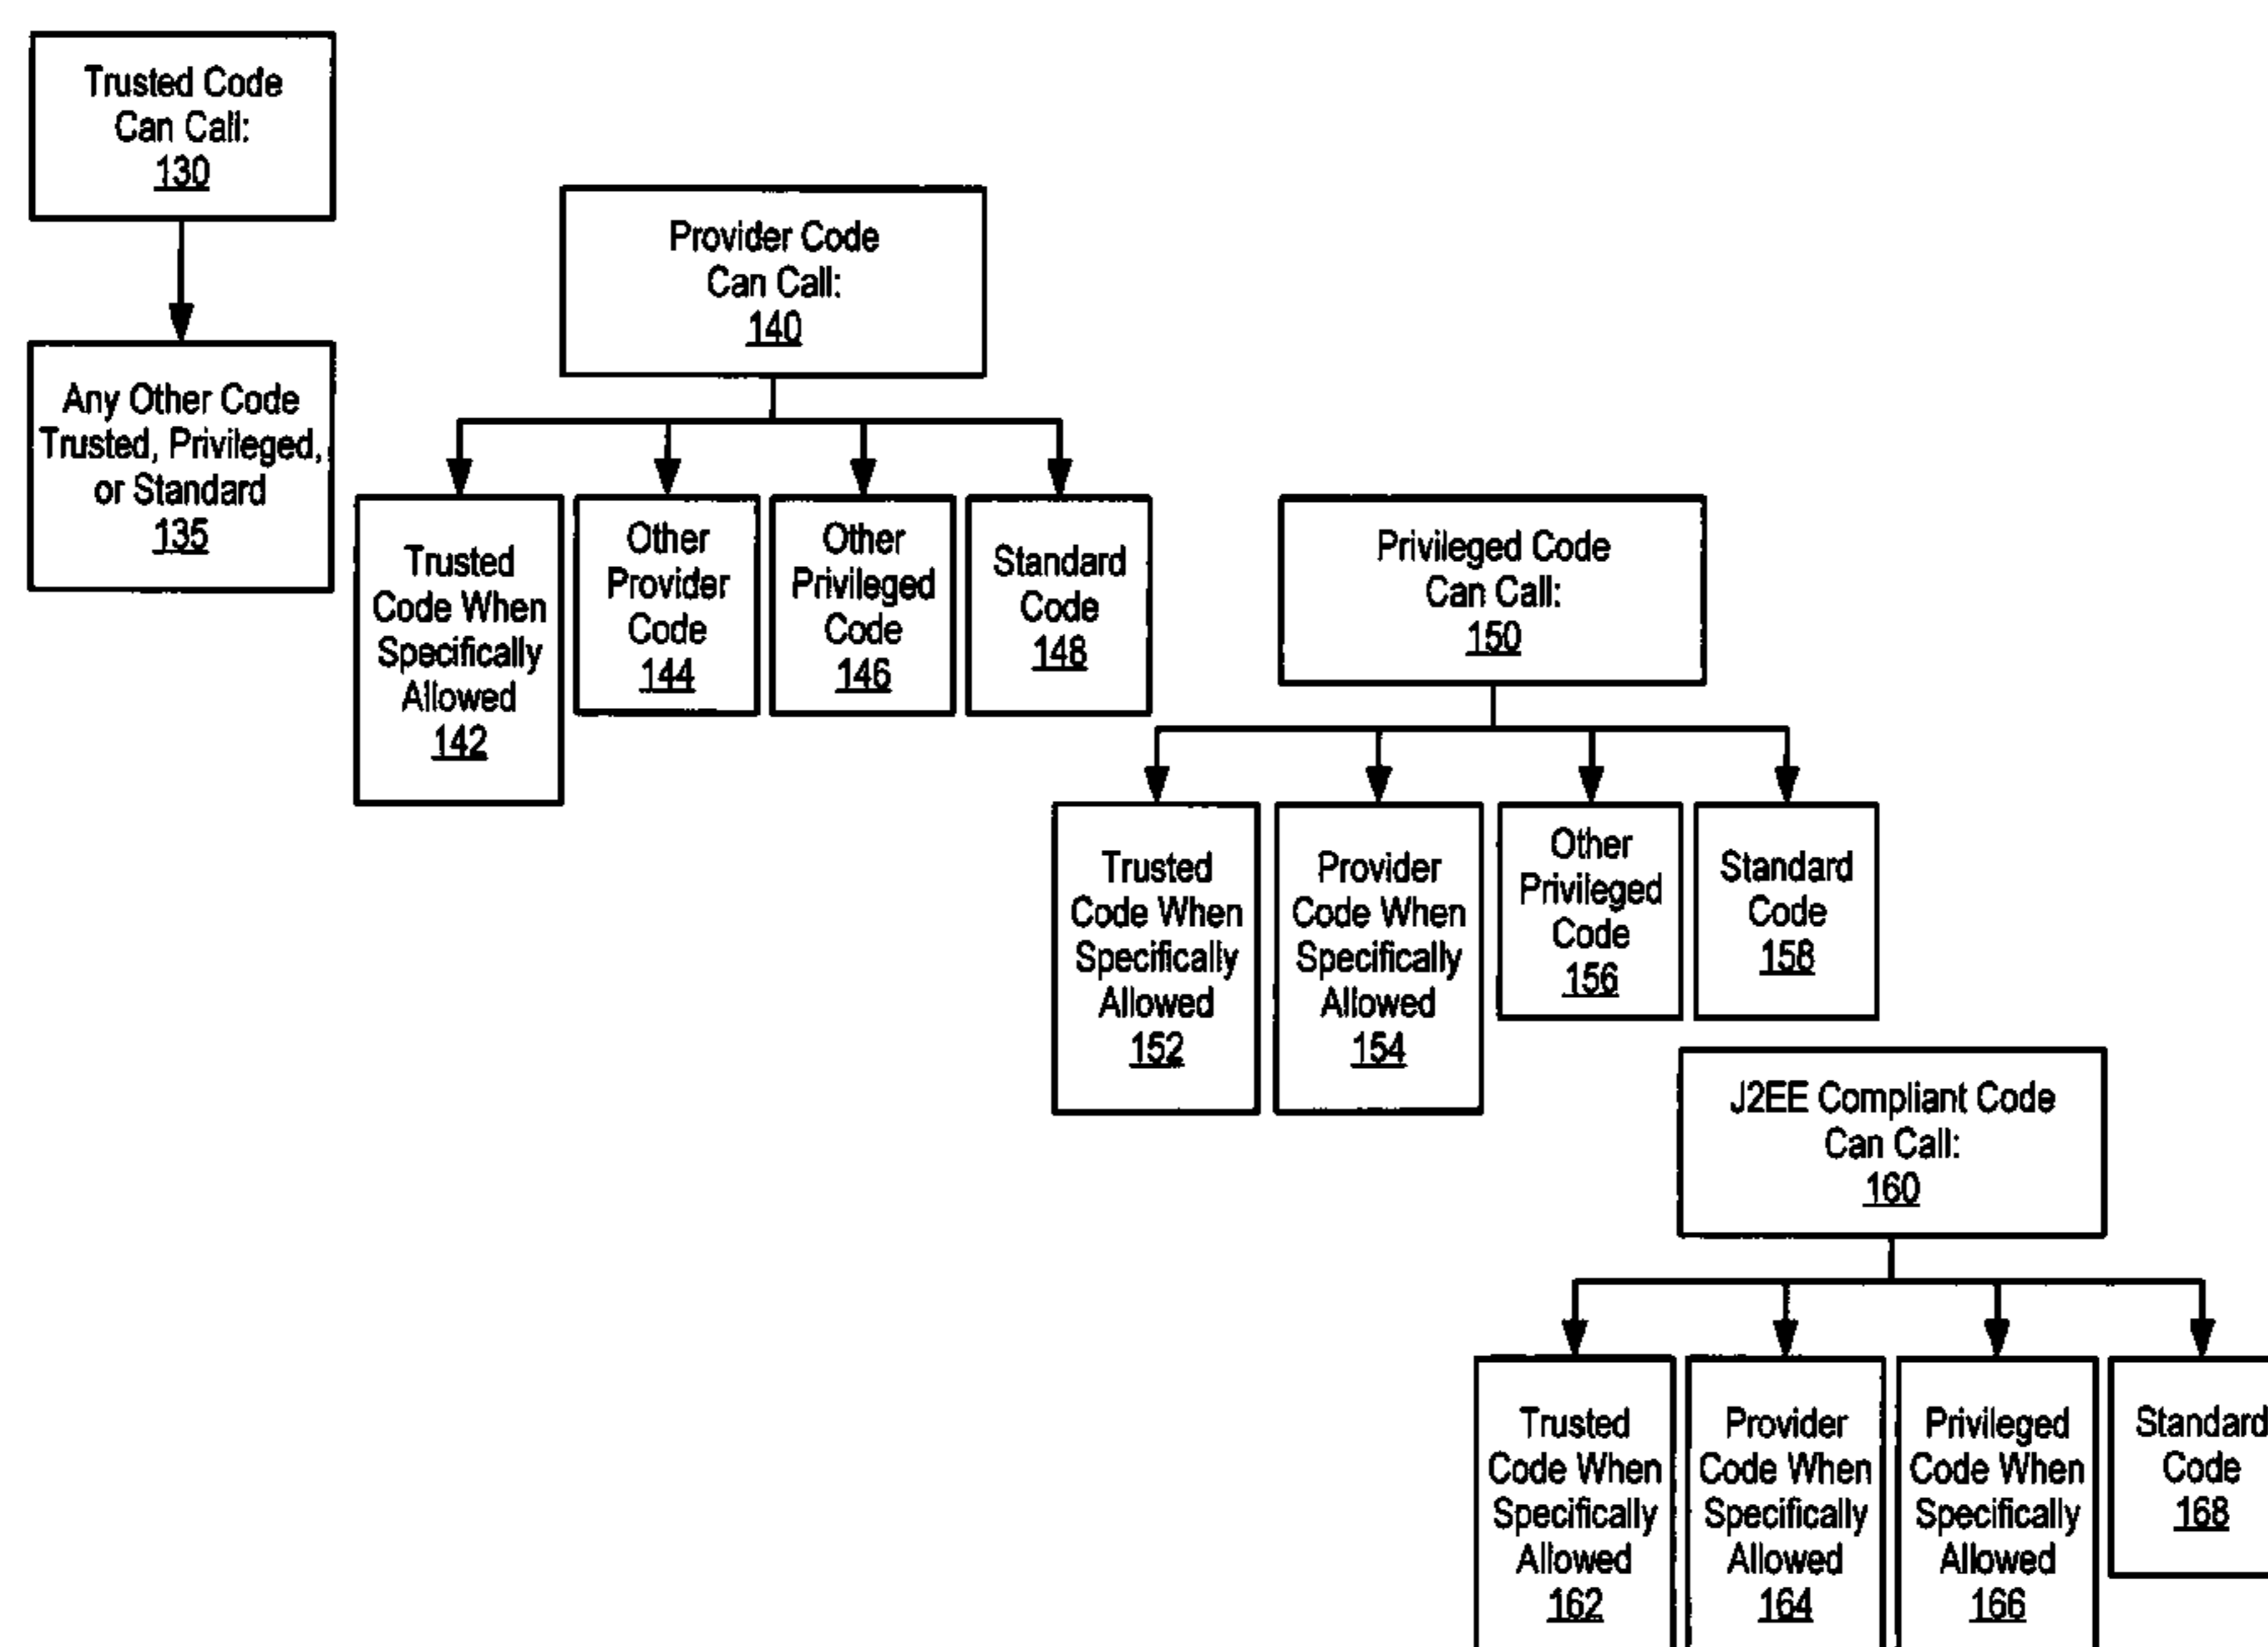 Trusted Code
Can Call:
130
Any Other Code
Trusted, Privileged,
or Standard
135
Provider Code
Can Call:
140
Trusted
Code When
Specifically
Allowed
142
Other
Provider
Code
144
Other
Privileged
Code
146
Standard
Code
148
Privileged Code
Can Call:
150
Trusted
Code When
Specifically
Allowed
152
Provider
Code When
Specifically
Allowed
154
Other
Privileged
Code
156
Standard
Code
158
J2EE Compliant Code
Can Call:
160
Trusted
Code When
Specifically
Allowed
162
Provider
Code When
Specifically
Allowed
164
Privileged
Code When
Specifically
Allowed
166
Standard
Code
168